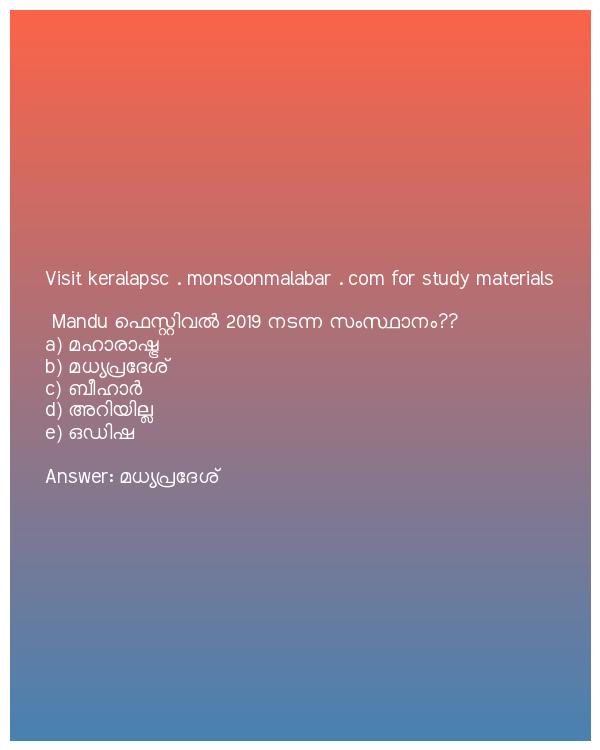 Visit keralapsc . monsoonmalabar . com for study materials
Mandu ഫെസ്റ്റിവൽ 2019 നടന്ന സംസ്ഥാനം??
a) മഹാരാഷ്ട്ര
b) മധ്യപ്രദേശ്
c) ബീഹാർ
d) അറിയില്ല
e) ഒഡിഷ
Answer: മധ്യപ്രദേശ്